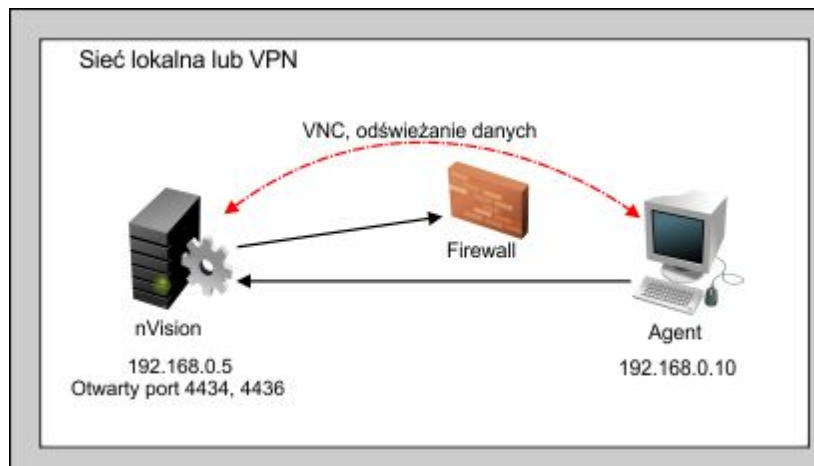 Sieć lokalna lub VPN
VNC, odświeżanie danych
Firewall
nVision
192.168.0.5
Otwarty port 4434, 4436
Agent
192.168.0.10